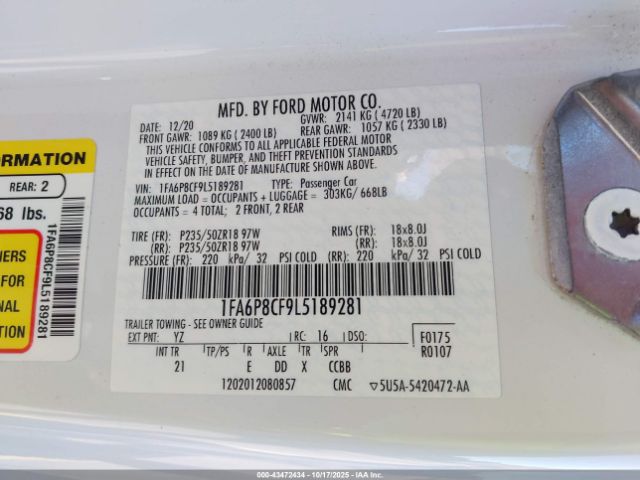 MFD. BY FORD MOTOR CO.
DATE: 12/20 GVWR: 2141 KG ( 4720 LB)
FRONT GAWR: 1089 KG ( 2400 LB) REAR GAWR: 1057 KG ( 2330 LB)
THIS VEHICLE CONFORMS TO ALL APPLICABLE FEDERAL MOTOR
VEHICLE SAFETY, BUMPER, AND THEFT PREVENTION STANDARDS
IN EFFECT ON THE DATE OF MANUFACTURE SHOWN ABOVE.
VIN: 1FA6P8CF9L5189281 TYPE: Passenger Car
MAXIMUM LOAD = OCCUPANTS + LUGGAGE = 303KG/ 668LB
OCCUPANTS = 4 TOTAL; 2 FRONT, 2 REAR
TIRE (FR): P235/50ZR18 97W RIMS (FR): 18x8.0J
(RR): P235/50ZR18 97W (RR): 18x8.0J
PRESSURE (FR): 220 kPa/ 32 PSI COLD (RR): 220 kPa/ 32 PSI COLD
1FA6P8CF9L5189281
TRAILER TOWING - SEE OWNER GUIDE
EXT PNT: YZ RC: 16 DSO: F0175
R0107
INT TR TP/PS R AXLE TR SPR
21 E DD X CCBB
1202012080857 CMC ▽5U5A-5420472-AA
ORMATION
REAR: 2
68 lbs.
IERS
FOR
NAL
ION
1FA6P8CF9L5189281
000-43472434 | 10/17/2025 | IAA, LLC.